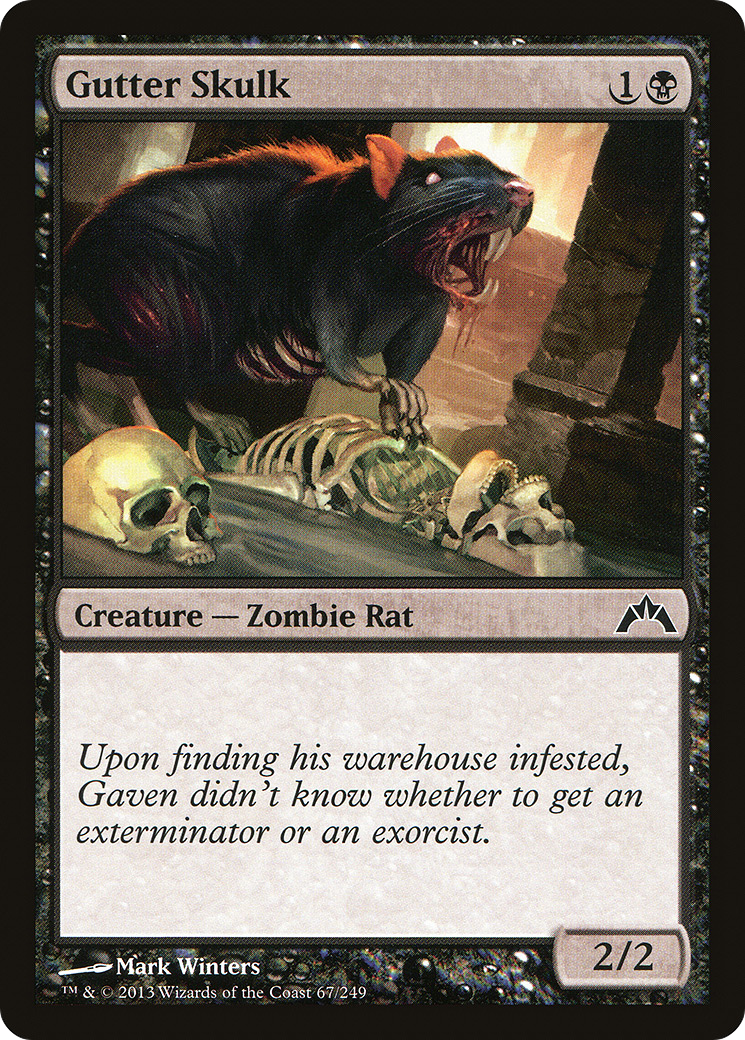 Gutter Skulk 1
Creature — Zombie Rat
Upon finding his warehouse infested,
Gaven didn't know whether to get an
exterminator or an exorcist.
2/2
Mark Winters
™ & © 2013 Wizards of the Coast 67/249